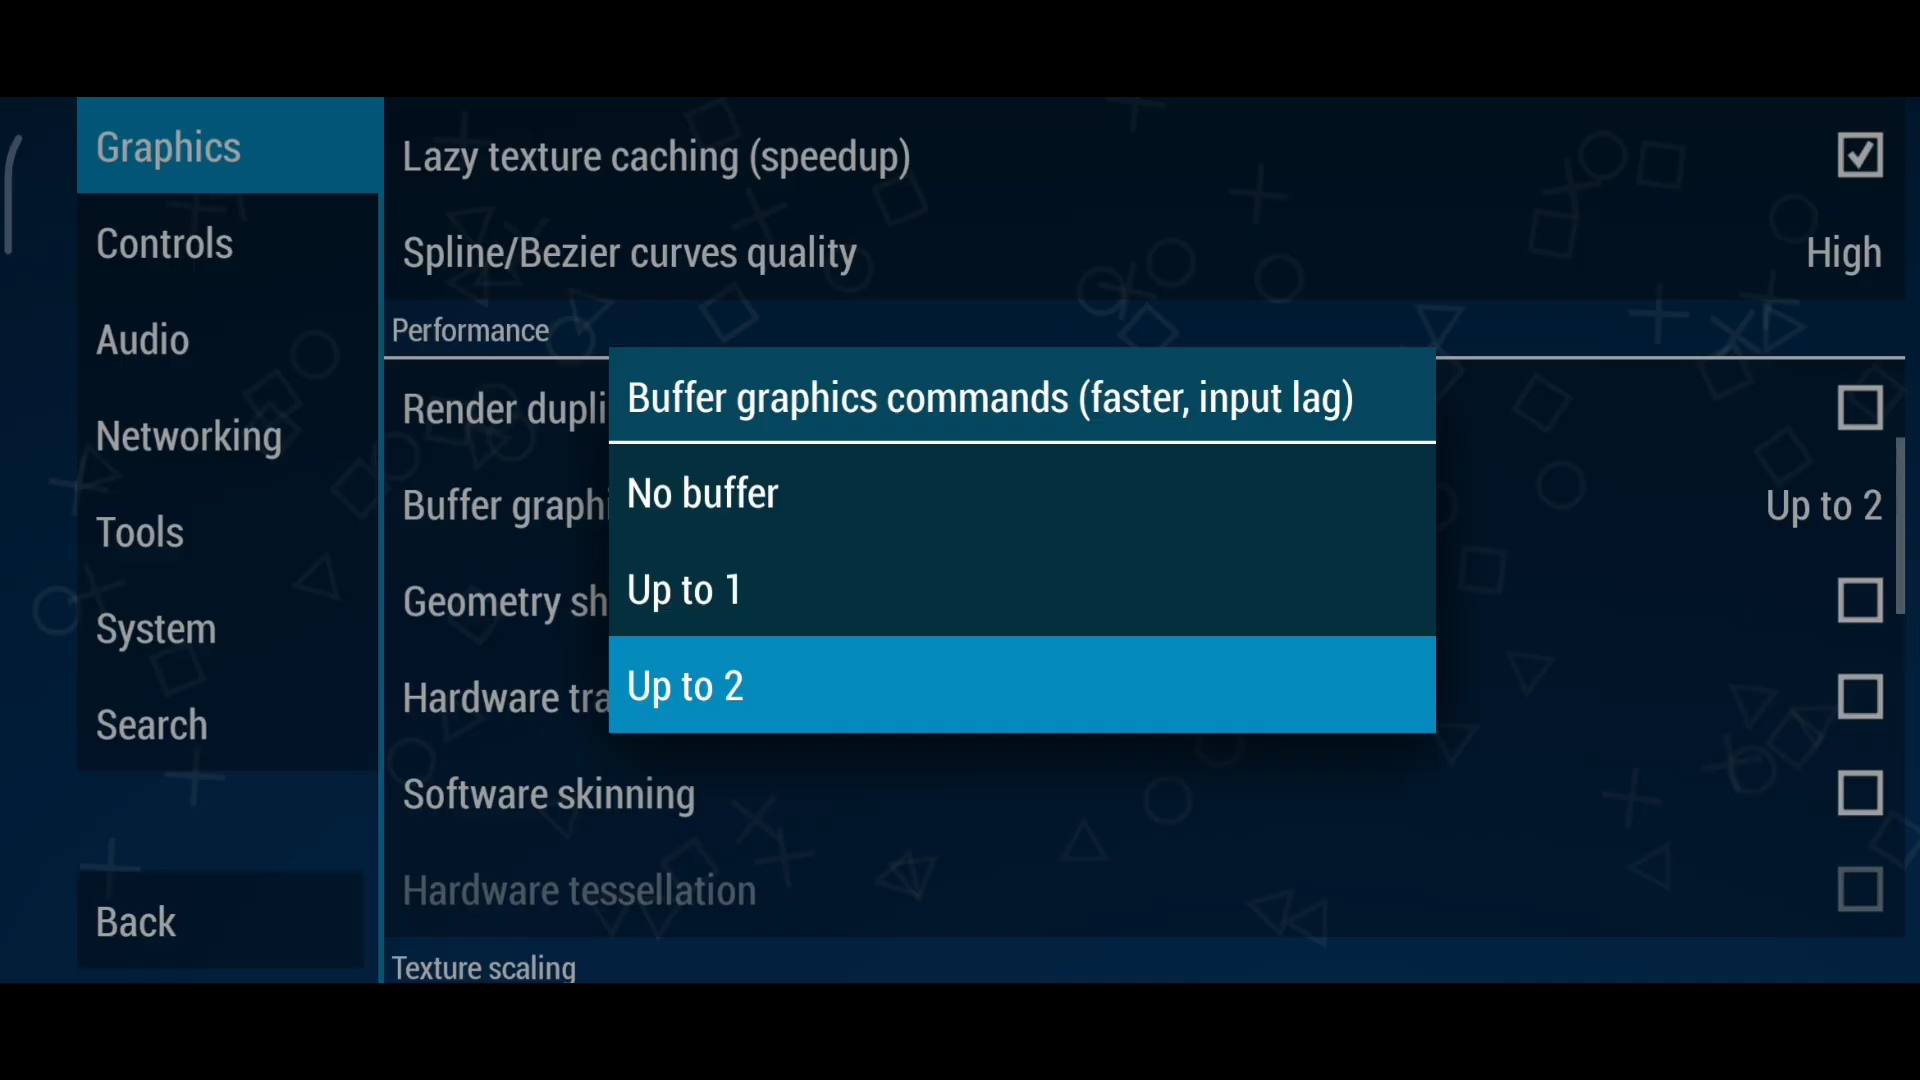 Graphics
Controls
Audio
Networking
Tools
System
Search
Back
Lazy texture caching (speedup)
Spline/Bezier curves quality
High
Performance
Render dupli
Buffer graphi
Up to 2
Geometry sh
Hardware tra
Software skinning
Hardware tessellation
Texture scaling
Buffer graphics commands (faster, input lag)
No buffer
Up to 1
Up to 2